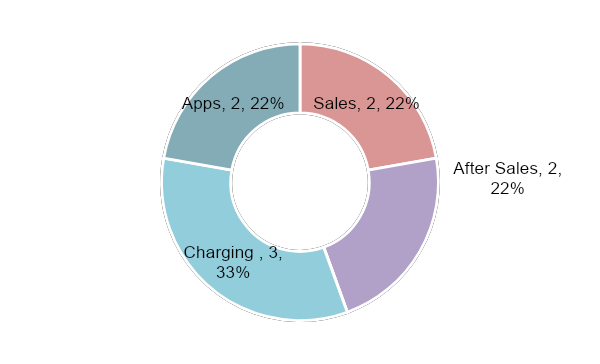 Apps, 2, 22%
Sales, 2, 22%
After Sales, 2,
22%
Charging , 3,
33%